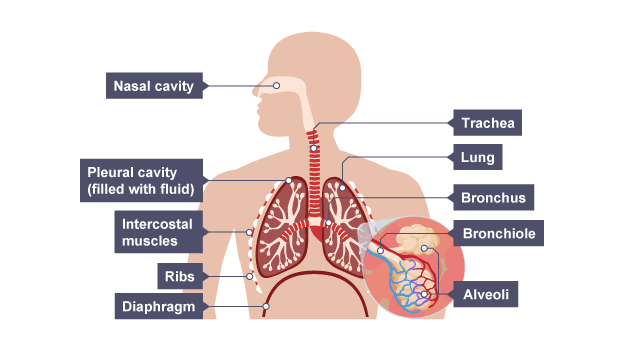 Nasal cavity
Trachea
Lung
Pleural cavity
(filled with fluid)
Bronchus
Intercostal
muscles
Bronchiole
Ribs
Alveoli
Diaphragm